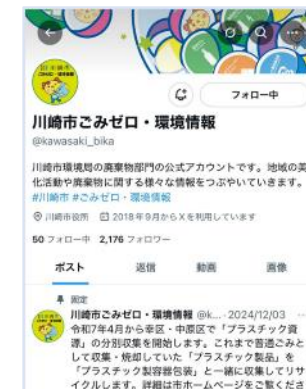 フォロー中
川崎市ごみゼロ・環境情報
@kawasaki_bika
川崎市環境局の廃棄物部門の公式アカウントです。地域の美
化活動や廃棄物に関する様々な情報をつぶやいていきます。
#川崎市 #ごみゼロ・環境情報
川崎市役所 2018年9月からXを利用しています
50 フォロー中 2,176 フォロワー
ポスト 返信 動画 画像
固定
川崎市ごみゼロ・環境情報 @k… · 2024/12/03 …
令和7年4月から幸区・中原区で「プラスチック資
源」の分別収集を開始します。これまで普通ごみと
して収集・焼却していた「プラスチック製品」を
「プラスチック製容器包装」と一緒に収集してリサ
イクルします。詳細は市ホームページをご覧くださ